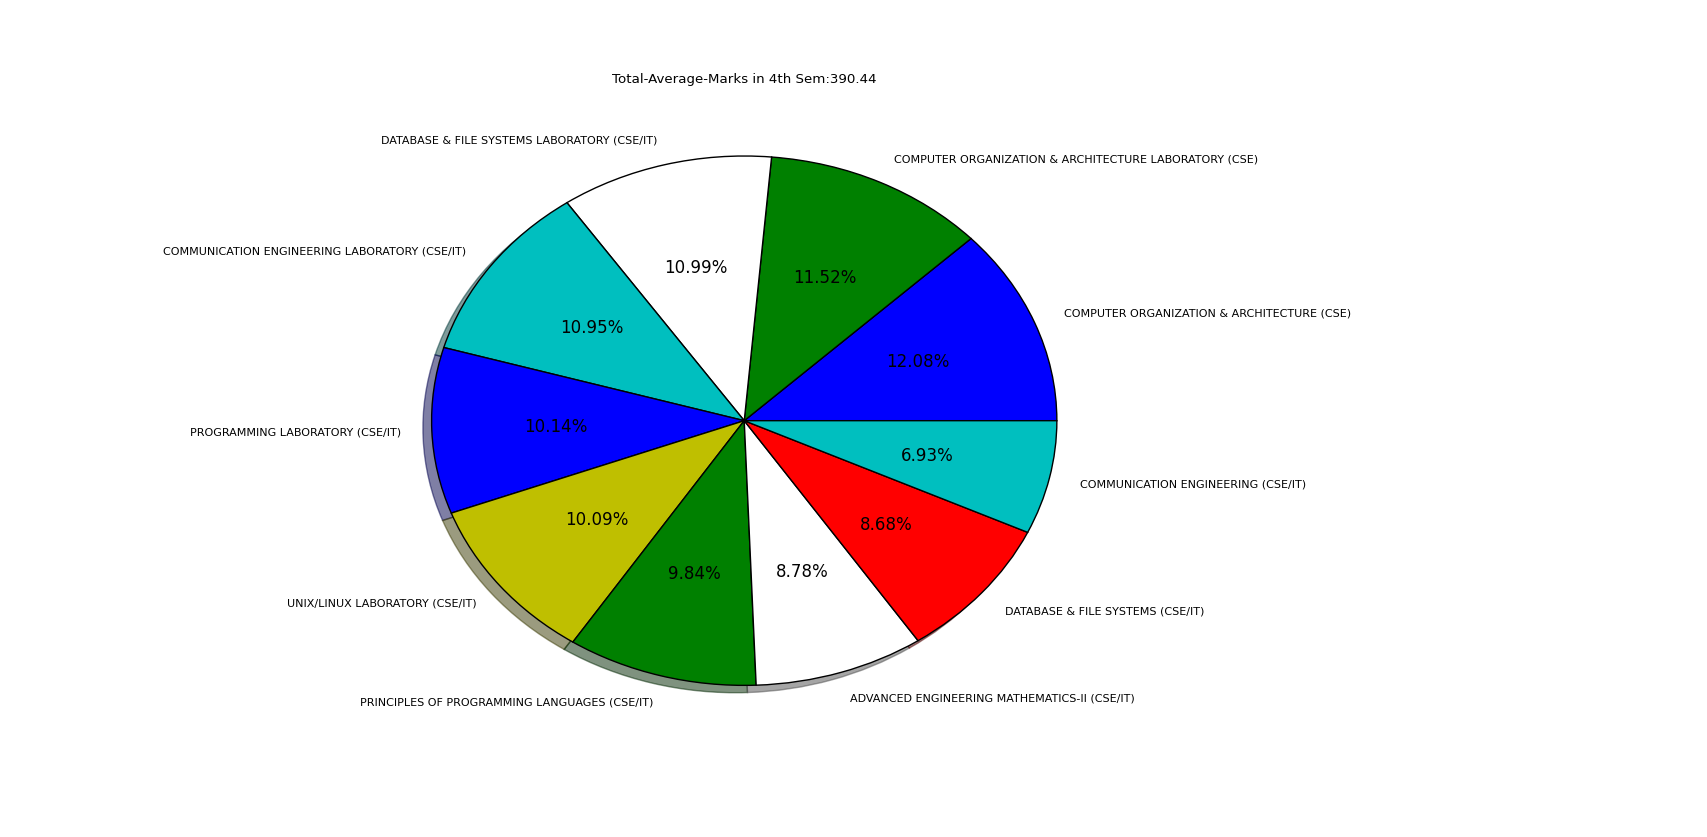 Total-Average-Marks in 4th Sem:390.44
DATABASE & FILE SYSTEMS LABORATORY (CSE/IT)
COMPUTER ORGANIZATION & ARCHITECTURE LABORATORY (CSE)
COMMUNICATION ENGINEERING LABORATORY (CSE/IT)
10.99%
11.52%
COMPUTER ORGANIZATION & ARCHITECTURE (CSE)
10.95%
12.08%
PROGRAMMING LABORATORY (CSE/IT)
10.14%
6.93%
COMMUNICATION ENGINEERING (CSE/IT)
10.09%
8.68%
9.84%
8.78%
UNIX/LINUX LABORATORY (CSE/IT)
DATABASE & FILE SYSTEMS (CSE/IT)
PRINCIPLES OF PROGRAMMING LANGUAGES (CSE/IT)
ADVANCED ENGINEERING MATHEMATICS-II (CSE/IT)